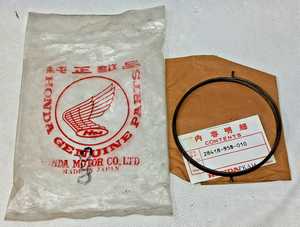 純正部品
HONDA GENUINE PARTS
HM
HONDA MOTOR CO., LTD.
MADE IN JAPAN
内容明細
CONTENTS
28418-958-010